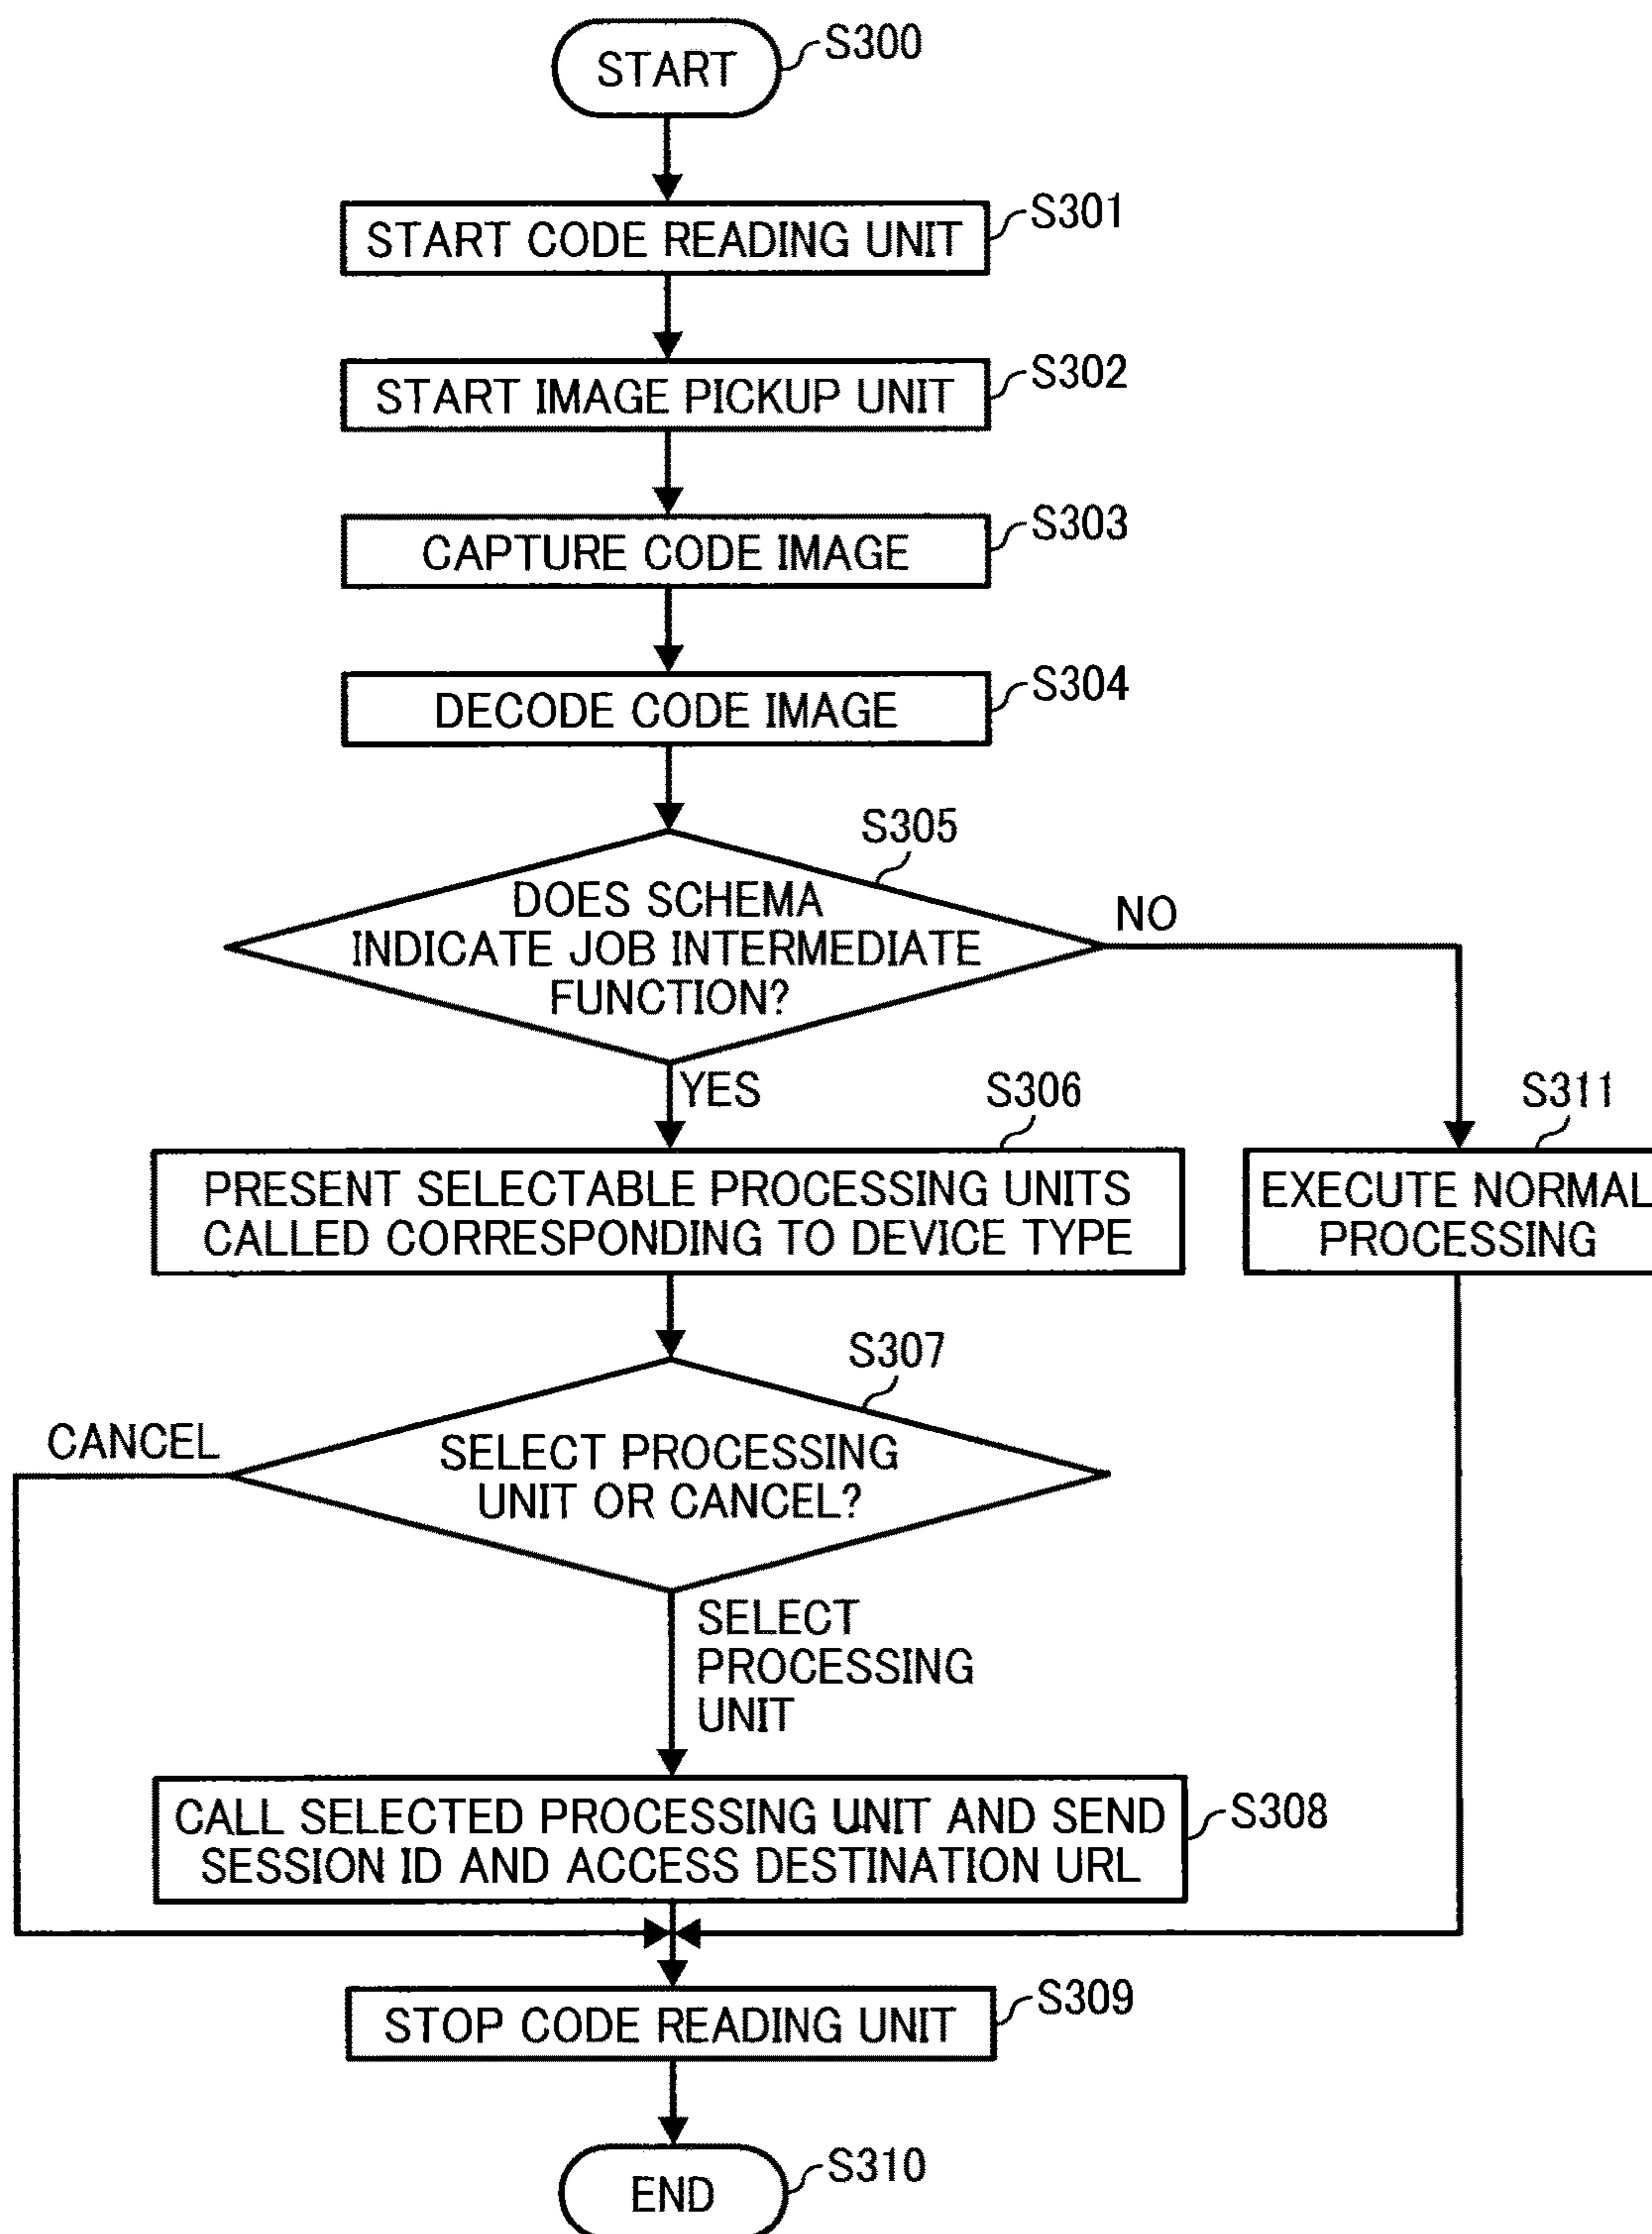 START
S300
START CODE READING UNIT
S301
START IMAGE PICKUP UNIT
S302
CAPTURE CODE IMAGE
S303
DECODE CODE IMAGE
S304
S305
DOES SCHEMA
INDICATE JOB INTERMEDIATE
FUNCTION?
NO
YES
S306
S311
PRESENT SELECTABLE PROCESSING UNITS
CALLED CORRESPONDING TO DEVICE TYPE
EXECUTE NORMAL
PROCESSING
S307
CANCEL
SELECT PROCESSING
UNIT OR CANCEL?
SELECT
PROCESSING
UNIT
CALL SELECTED PROCESSING UNIT AND SEND
SESSION ID AND ACCESS DESTINATION URL
S308
STOP CODE READING UNIT
S309
END
S310